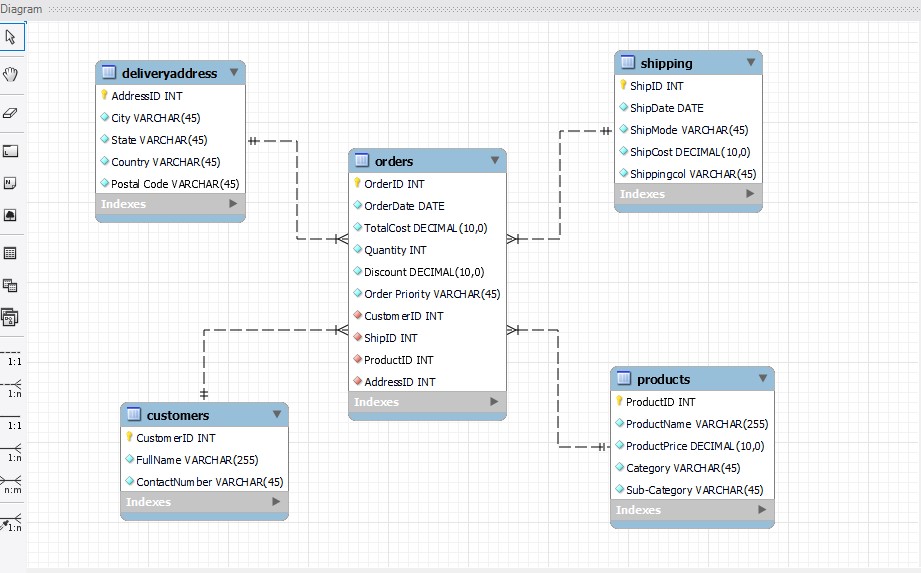 Diagram
deliveryaddress
AddressID INT
City VARCHAR(45)
State VARCHAR(45)
Country VARCHAR(45)
Postal Code VARCHAR(45)
Indexes
shipping
ShipID INT
ShipDate DATE
ShipMode VARCHAR(45)
ShipCost DECIMAL(10,0)
Shippingcol VARCHAR(45)
Indexes
orders
OrderID INT
OrderDate DATE
TotalCost DECIMAL(10,0)
Quantity INT
Discount DECIMAL(10,0)
Order Priority VARCHAR(45)
CustomerID INT
ShipID INT
ProductID INT
AddressID INT
Indexes
customers
CustomerID INT
FullName VARCHAR(255)
ContactNumber VARCHAR(45)
Indexes
products
ProductID INT
ProductName VARCHAR(255)
ProductPrice DECIMAL(10,0)
Category VARCHAR(45)
Sub-Category VARCHAR(45)
Indexes
1:1
1:n
1:1
1:n
n:m
1:n